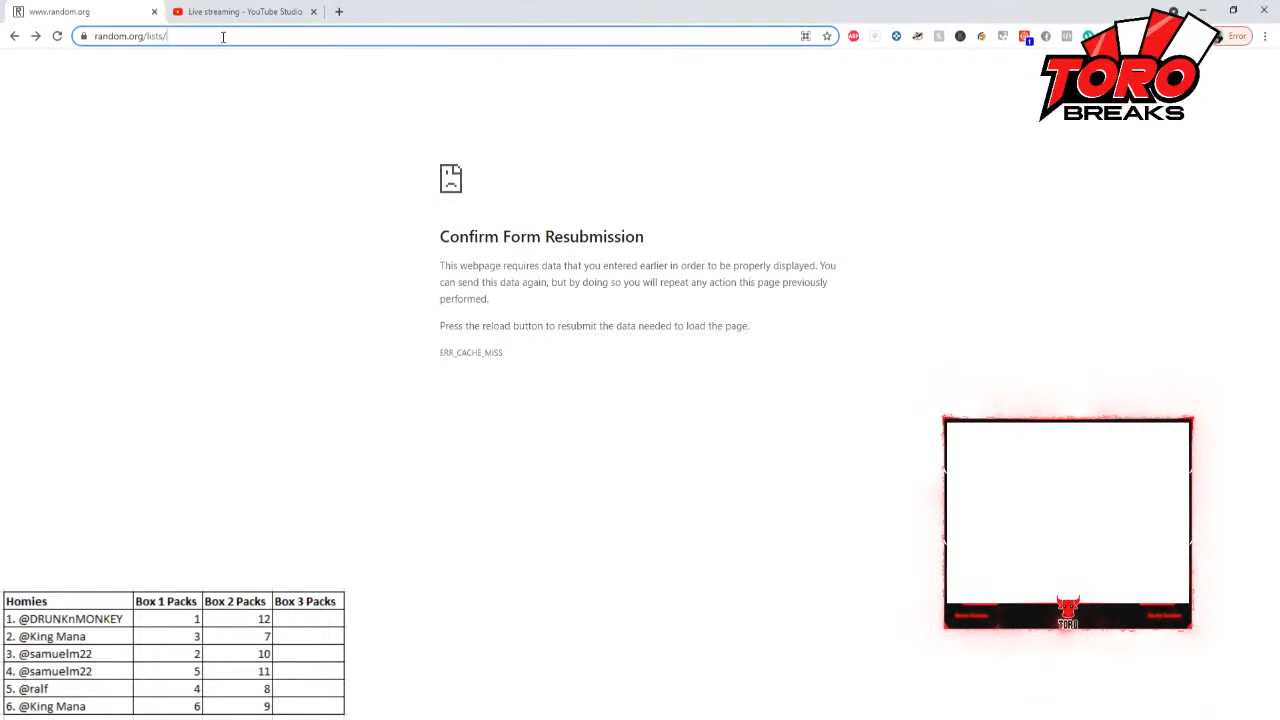 www.random.org
Live streaming - YouTube Studio
random.org/lists/
ABP
1
Error
TORO
BREAKS
Confirm Form Resubmission
This webpage requires data that you entered earlier in order to be properly displayed. You
can send this data again, but by doing so you will repeat any action this page previously
performed.
Press the reload button to resubmit the data needed to load the page.
ERR_CACHE_MISS
TORO
Homies Box 1 Packs Box 2 Packs Box 3 Packs
1. @DRUNKnMONKEY 1 12
2. @King Mana 3 7
3. @samuelm22 2 10
4. @samuelm22 5 11
5. @ralf 4 8
6. @King Mana 6 9